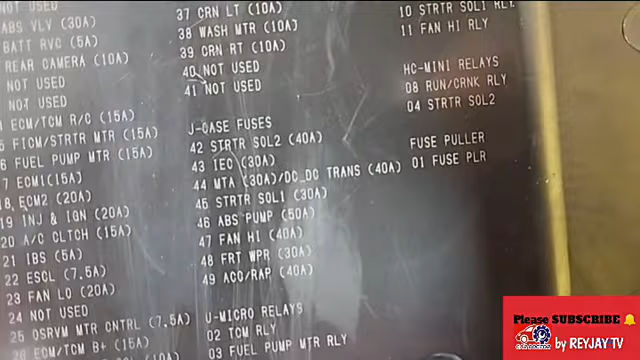 NOT USED
ABS VLV (30A)
BATT RVC (5A)
REAR CAMERA (10A)
NOT USED
NOT USED
ECM/TCM R/C (15A)
5 FICM/STRTR MTR (15A)
6 FUEL PUMP MTR (15A)
7 ECM1(15A)
18 ECM2 (20A)
19 INJ & IGN (20A)
20 A/C CLTCH (15A)
21 IBS (5A)
22 ESCL (7.5A)
23 FAN LO (20A)
24 NOT USED
25 OSRVM MTR CNTRL (7.5A)
26 ECM/TCM B+ (15A)
37 CRN LT (10A)
38 WASH MTR (10A)
39 CRN RT (10A)
40 NOT USED
41 NOT USED
J-CASE FUSES
42 STRTR SOL2 (40A)
43 IEC (30A)
44 MTA (30A)/DC_DC TRANS (40A)
45 STRTR SOL1 (30A)
46 ABS PUMP (50A)
47 FAN HI (40A)
48 FRT WPR (30A)
49 ACC/RAP (40A)
U-MICRO RELAYS
02 TCM RLY
03 FUEL PUMP MTR RLY
10 STRTR SOL1 RLY
11 FAN HI RLY
HC-MINI RELAYS
08 RUN/CRNK RLY
04 STRTR SOL2
FUSE PULLER
01 FUSE PLR
Please SUBSCRIBE
by REYJAY TV